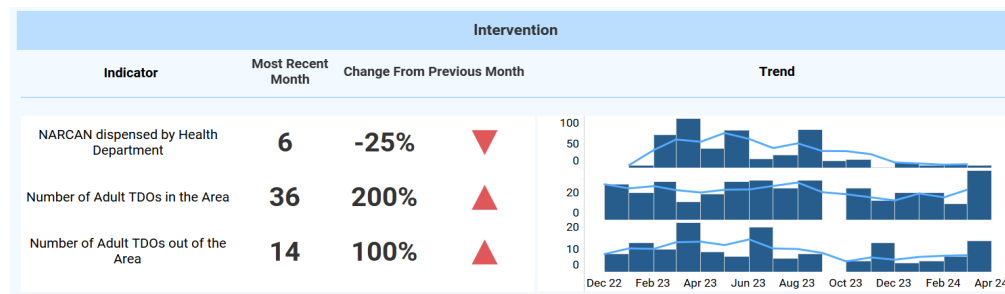 Intervention
Indicator
Most Recent
Month
Change From Previous Month
Trend
NARCAN dispensed by Health
Department
6
-25%
100
50
0
Number of Adult TDOs in the Area
36
200%
20
0
Number of Adult TDOs out of the
Area
14
100%
20
10
0
Dec 22 Feb 23 Apr 23 Jun 23 Aug 23 Oct 23 Dec 23 Feb 24 Apr 24